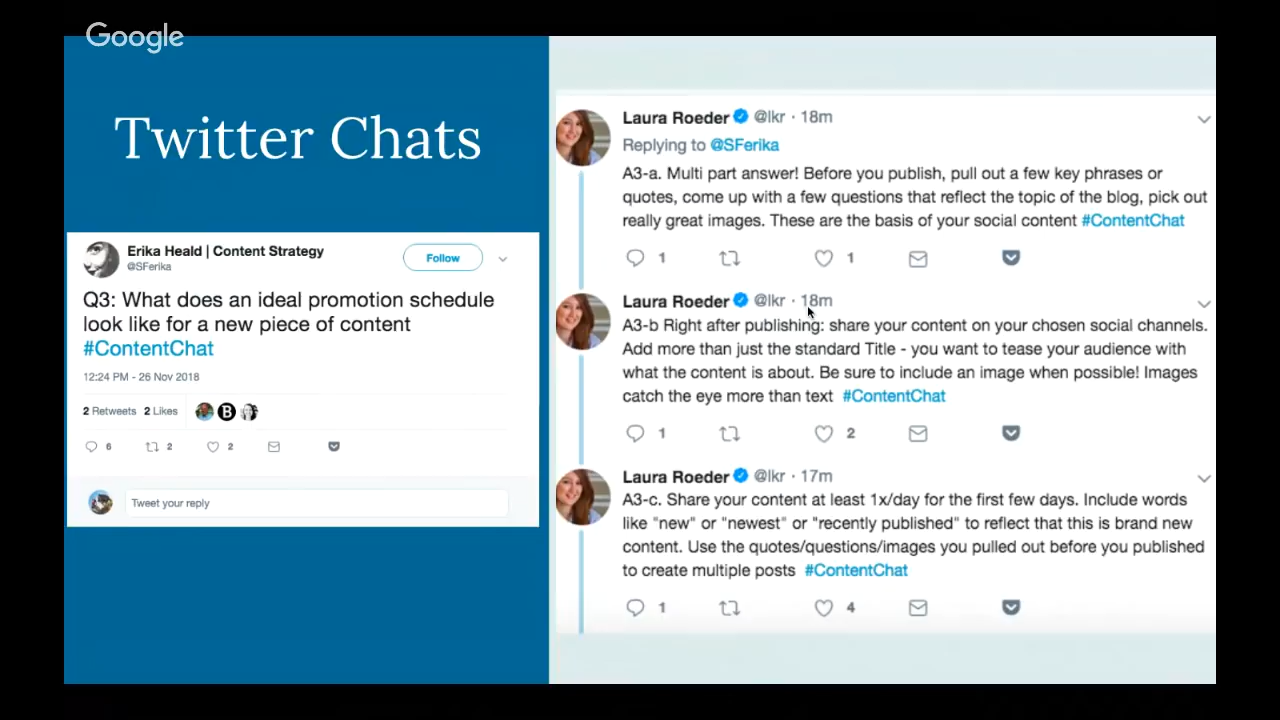 Google
Twitter Chats
Erika Heald | Content Strategy
@SFerika
Follow
Q3: What does an ideal promotion schedule
look like for a new piece of content
#ContentChat
12:24 PM - 26 Nov 2018
2 Retweets 2 Likes
B
6 2 2
Tweet your reply
Laura Roeder @lkr · 18m
Replying to @SFerika
A3-a. Multi part answer! Before you publish, pull out a few key phrases or
quotes, come up with a few questions that reflect the topic of the blog, pick out
really great images. These are the basis of your social content #ContentChat
1 1
Laura Roeder @lkr · 18m
A3-b Right after publishing: share your content on your chosen social channels.
Add more than just the standard Title - you want to tease your audience with
what the content is about. Be sure to include an image when possible! Images
catch the eye more than text #ContentChat
1 2
Laura Roeder @lkr · 17m
A3-c. Share your content at least 1x/day for the first few days. Include words
like "new" or "newest" or "recently published" to reflect that this is brand new
content. Use the quotes/questions/images you pulled out before you published
to create multiple posts #ContentChat
1 4